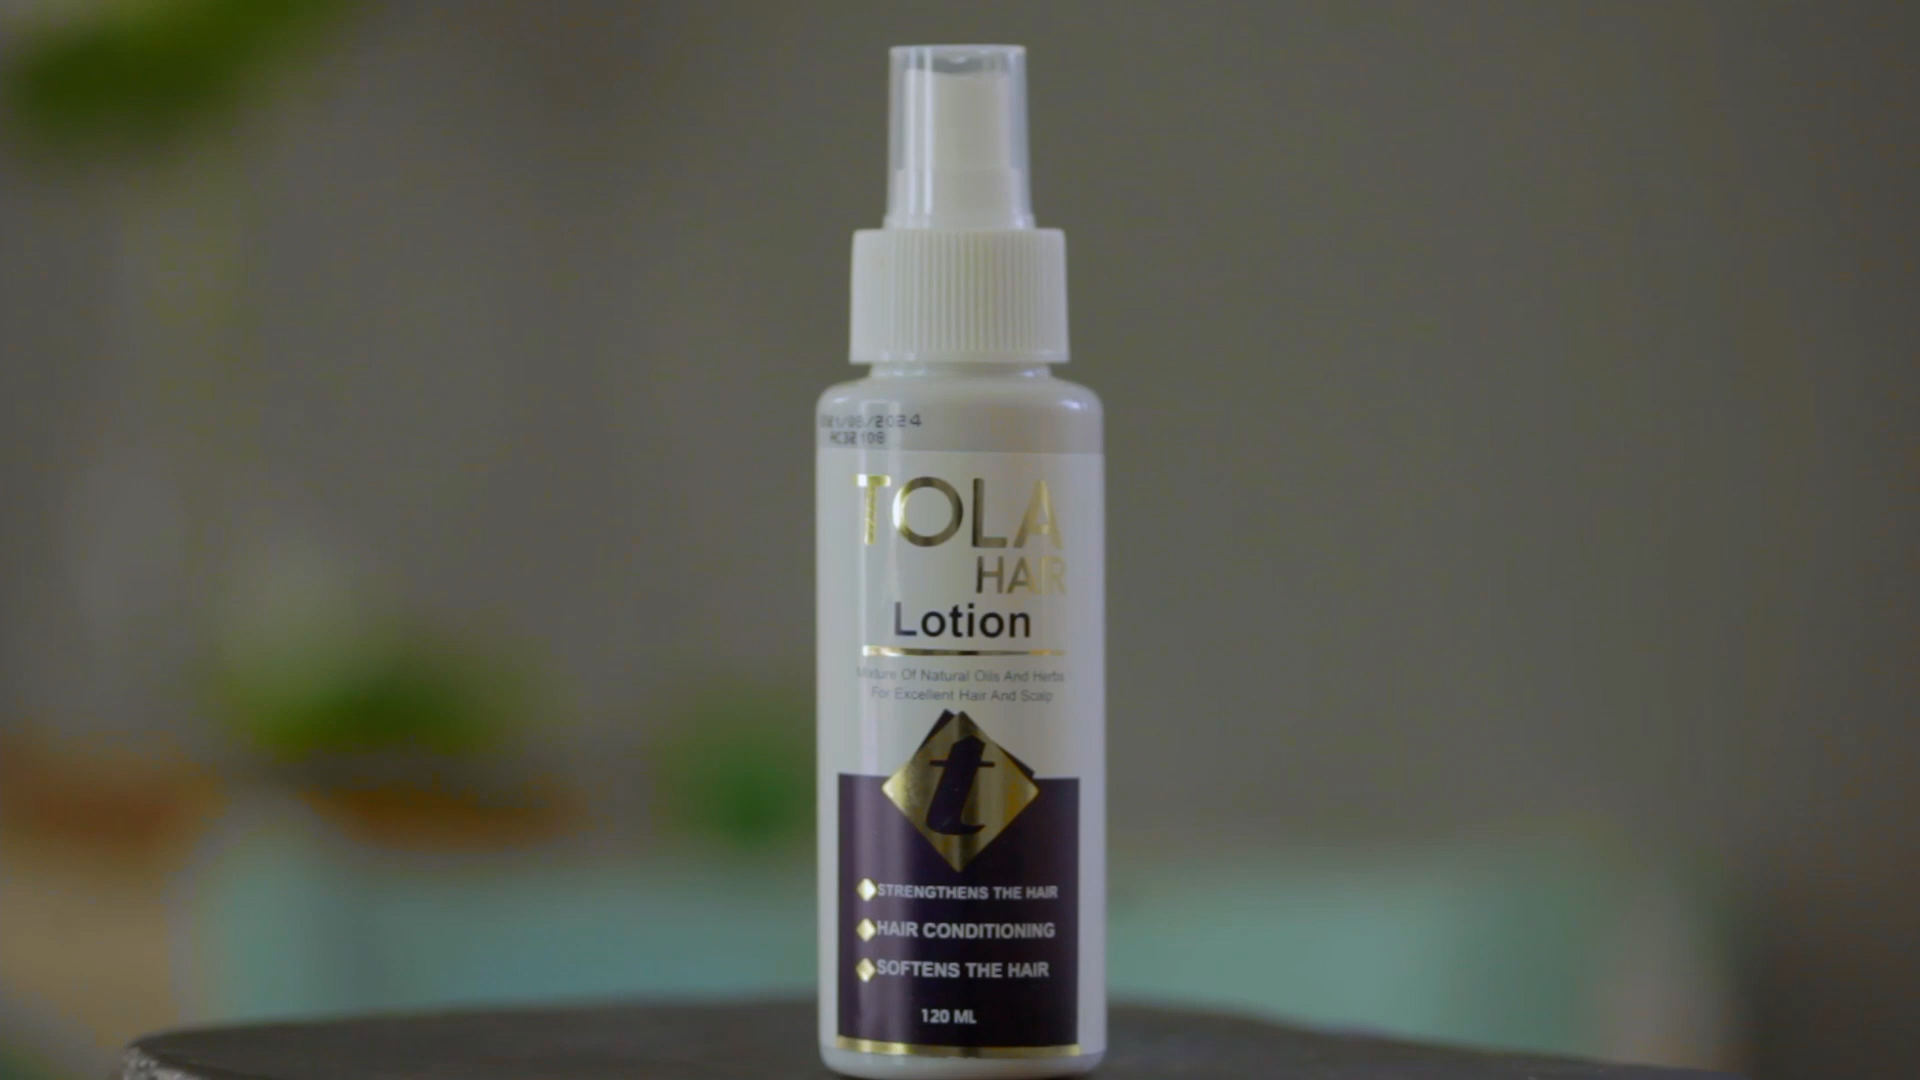 TOLA
HAIR
Lotion
Mixture Of Natural Oils And Herbs
For Excellent Hair And Scalp
t
STRENGTHENS THE HAIR
HAIR CONDITIONING
SOFTENS THE HAIR
120 ML